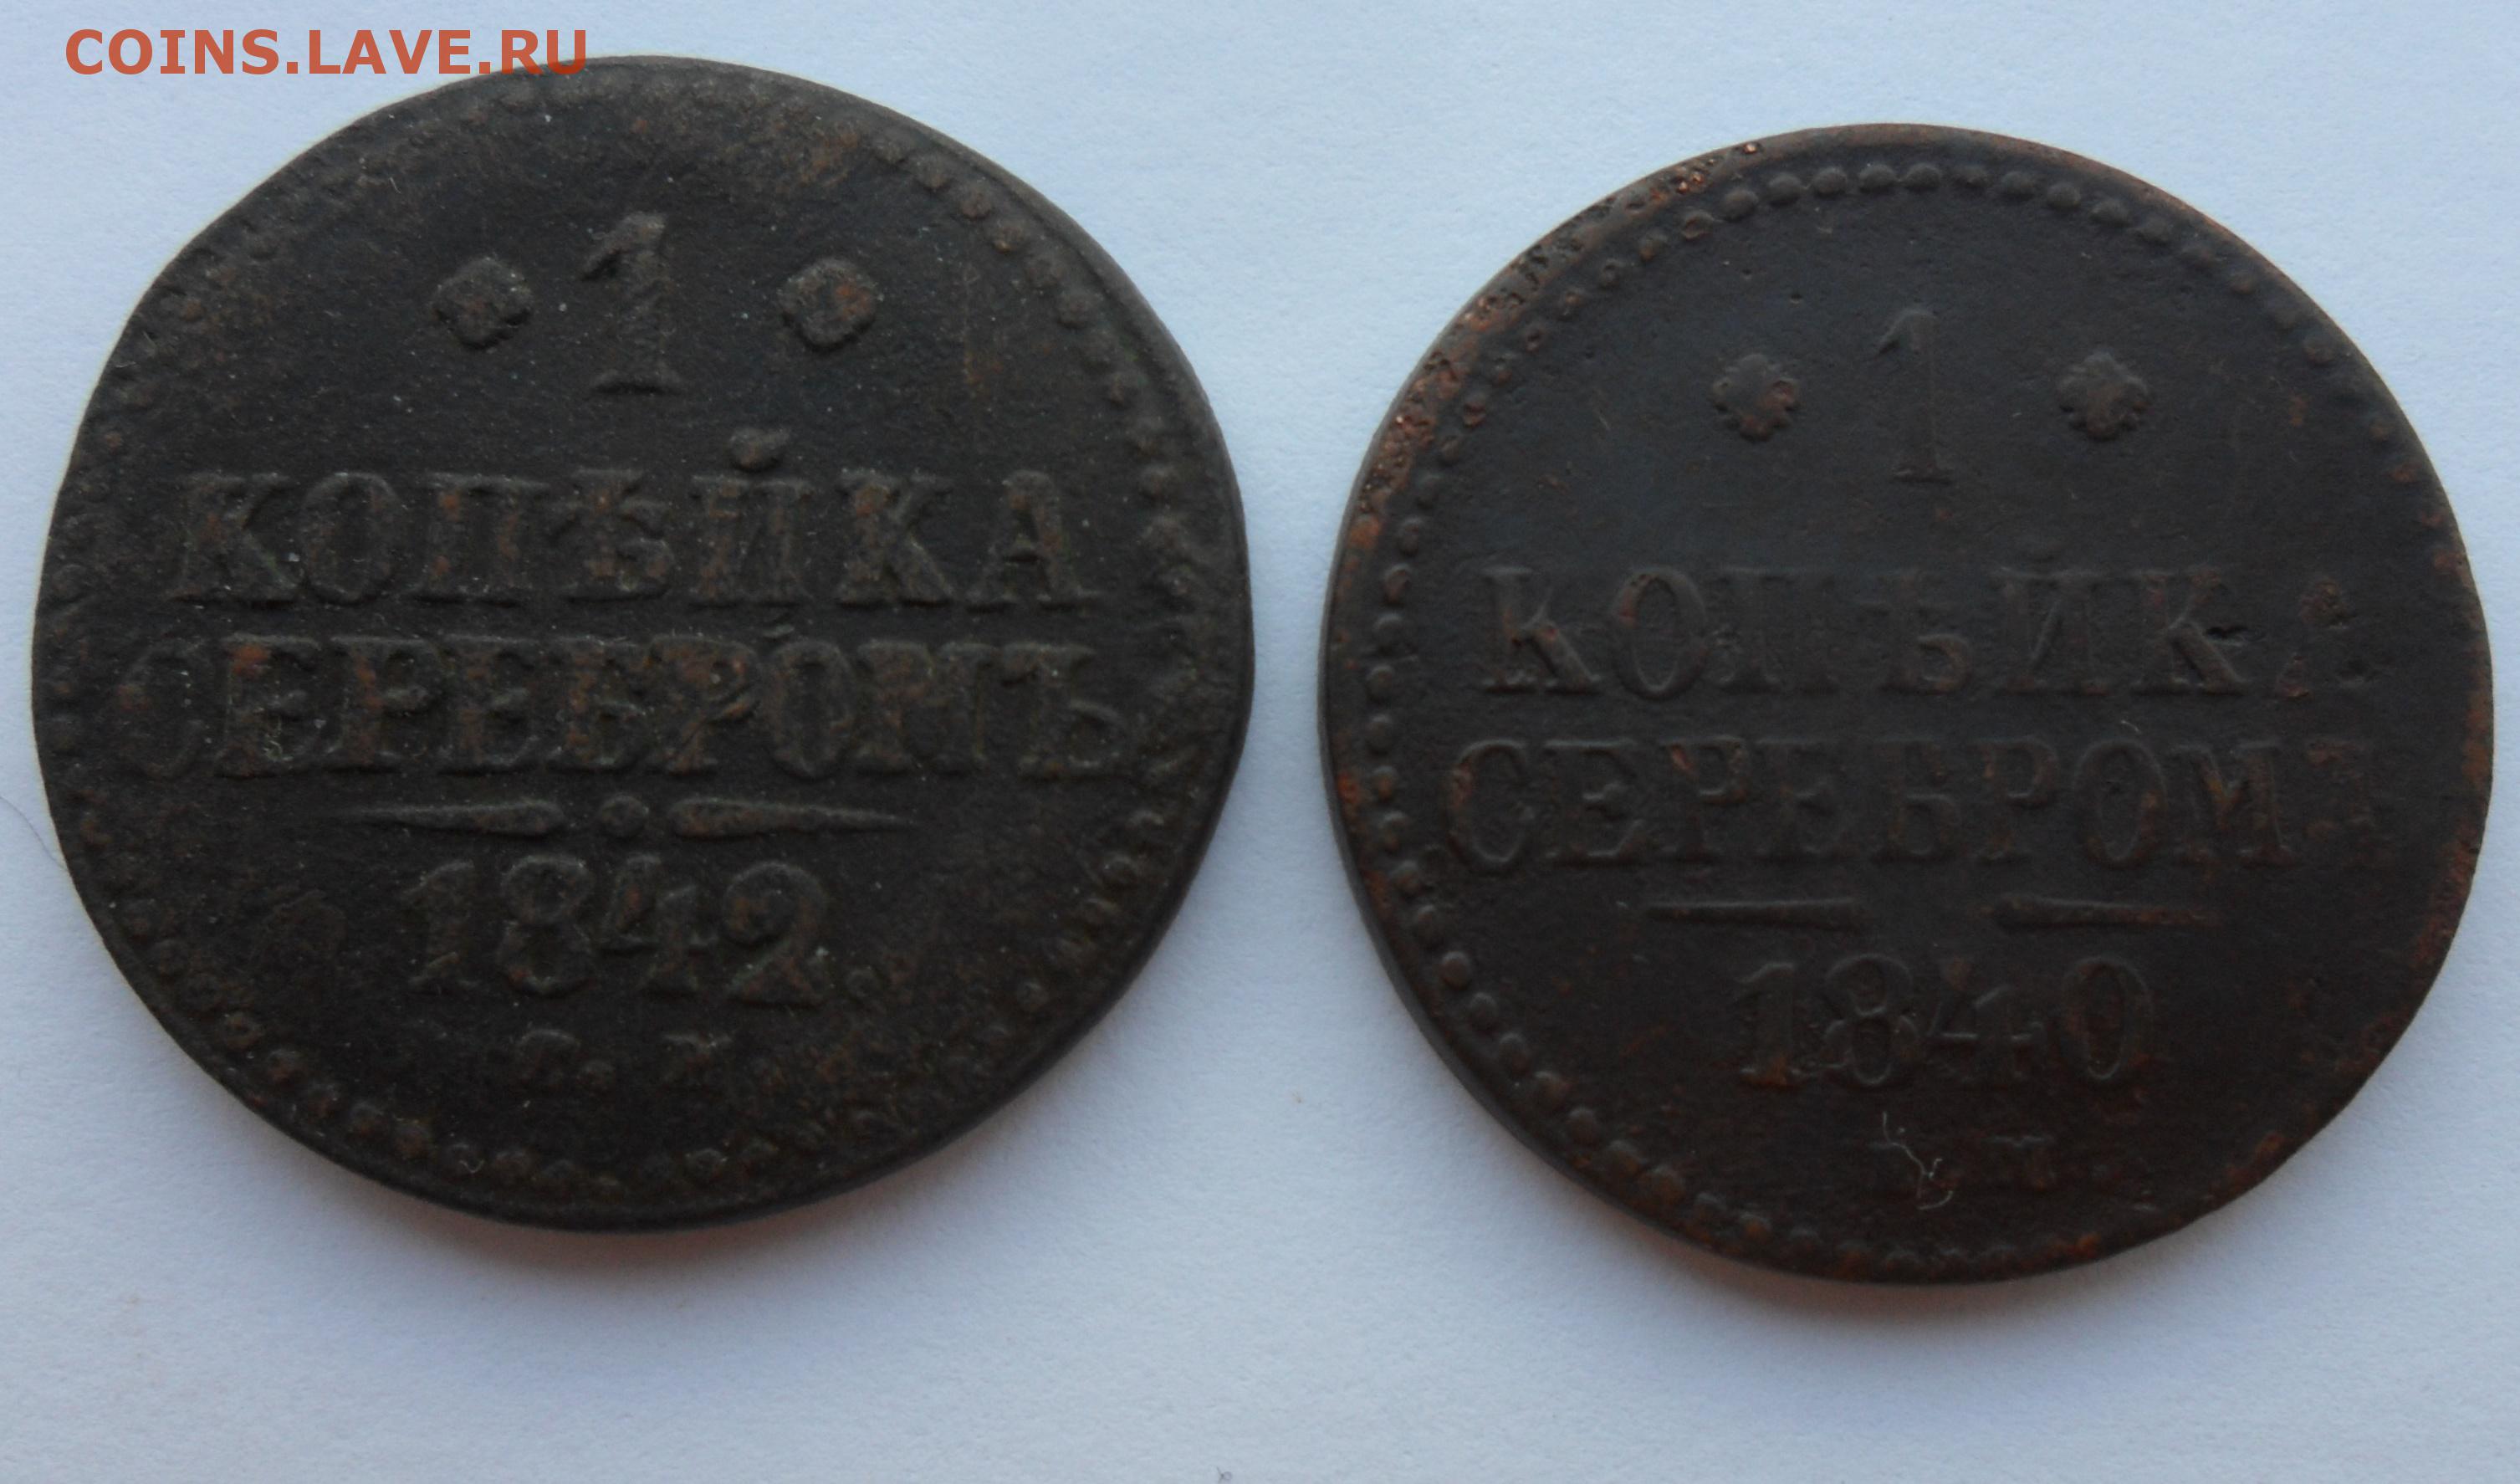 COINS.LAVE.RU
1
КОПѢЙКА
СЕРЕБРОМЪ
1842
1
КОПѢЙКА
СЕРЕБРОМЪ
1840